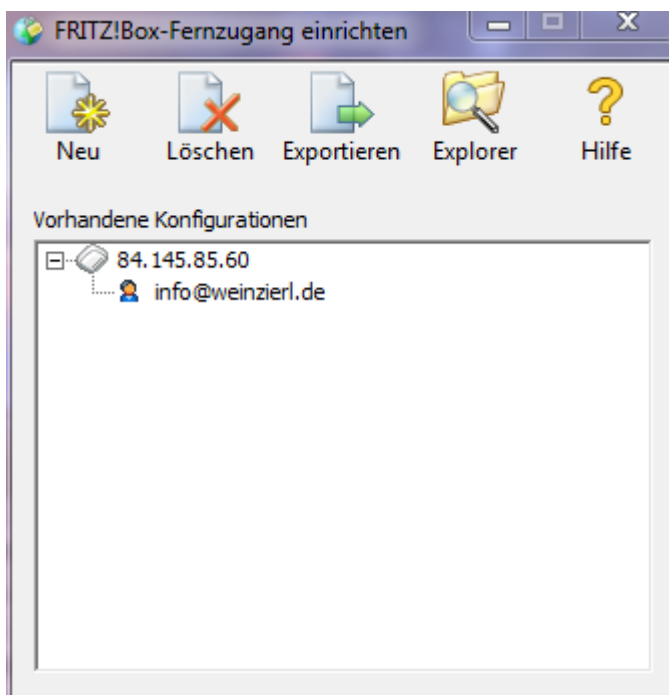 FRITZ!Box-Fernzugang einrichten
Neu Löschen Exportieren Explorer Hilfe
Vorhandene Konfigurationen
84.145.85.60
info@weinzierl.de